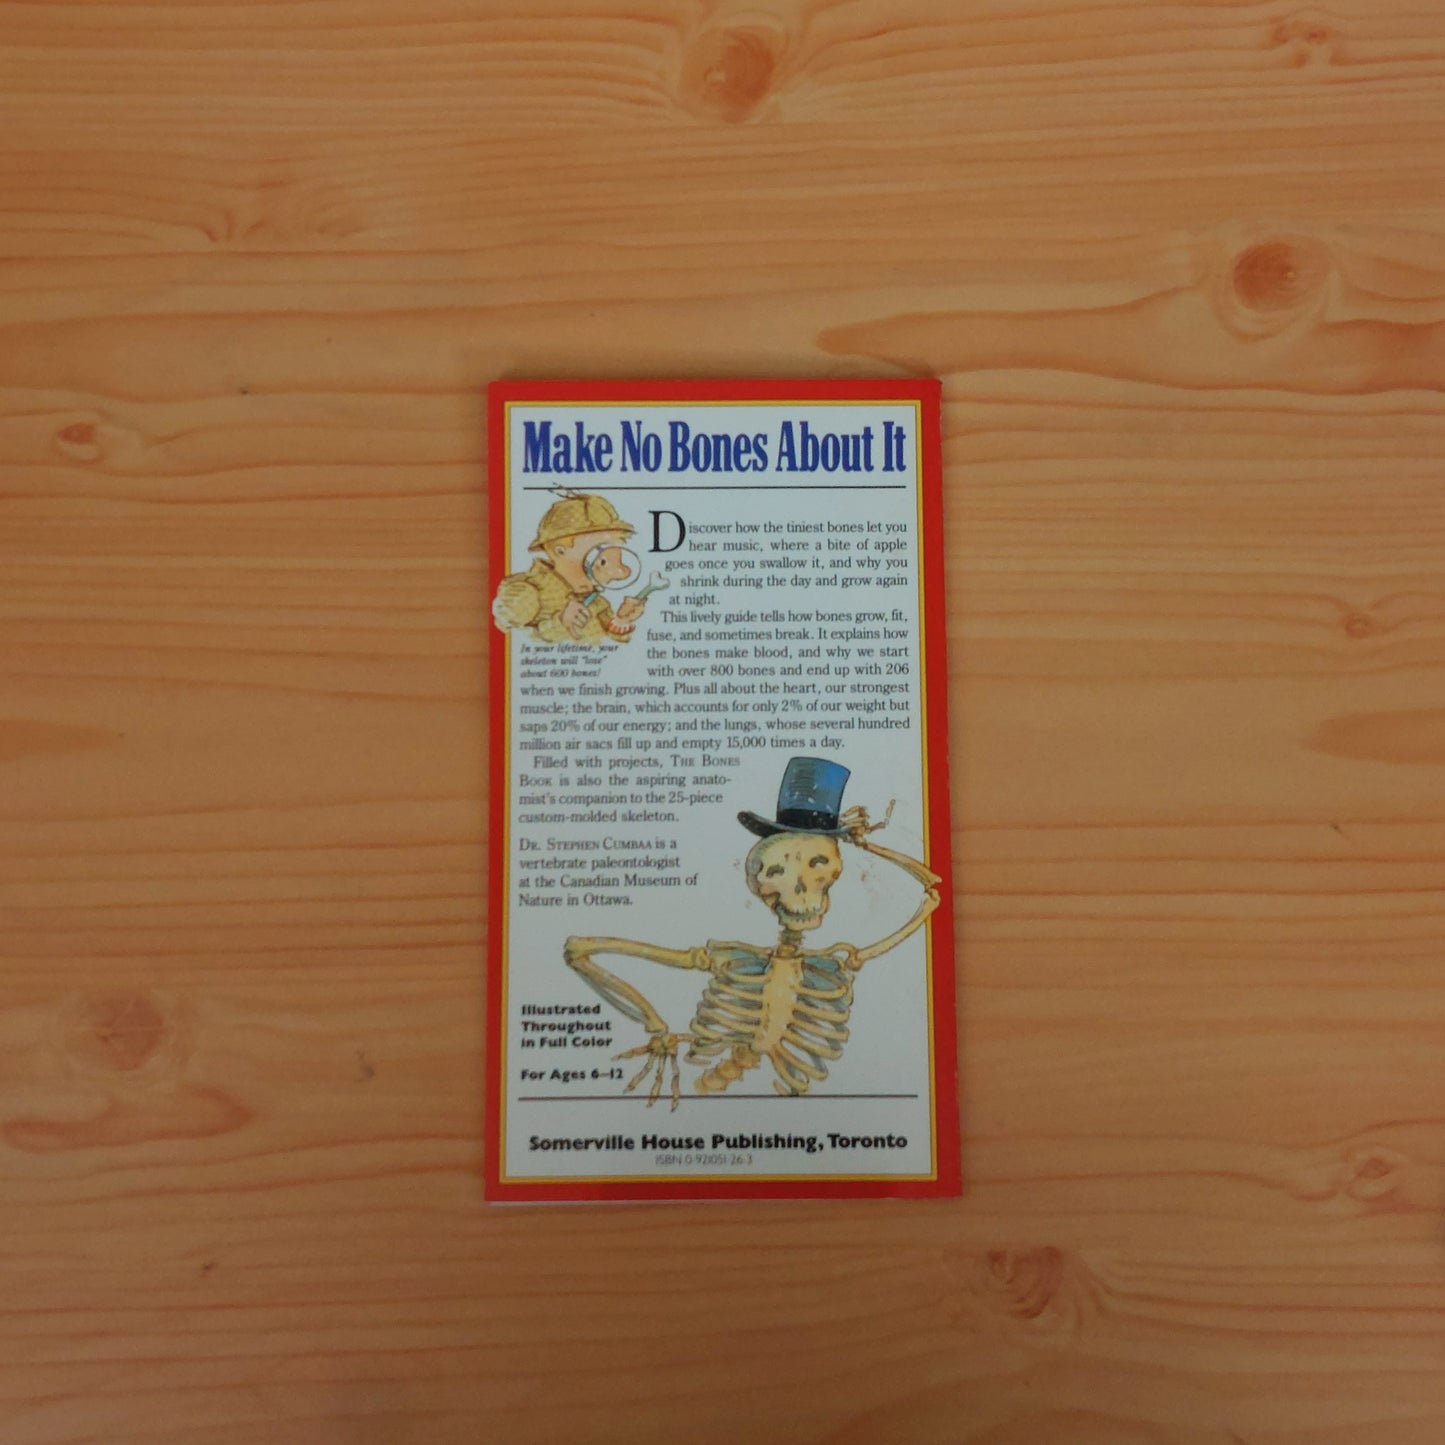 Make No Bones About It
Discover how the tiniest bones let you
hear music, where a bite of apple
goes once you swallow it, and why you
shrink during the day and grow again
at night.
This lively guide tells how bones grow, fit,
fuse, and sometimes break. It explains how
the bones make blood, and why we start
with over 800 bones and end up with 206
when we finish growing. Plus all about the heart, our strongest
muscle; the brain, which accounts for only 2% of our weight but
saps 20% of our energy; and the lungs, whose several hundred
million air sacs fill up and empty 15,000 times a day.
In your lifetime, your
skeleton will "lose"
about 600 bones!
Filled with projects, THE BONES
BOOK is also the aspiring anato-
mist's companion to the 25-piece
custom-molded skeleton.
DR. STEPHEN CUMBAA is a
vertebrate paleontologist
at the Canadian Museum of
Nature in Ottawa.
Illustrated
Throughout
in Full Color
For Ages 6–12
Somerville House Publishing, Toronto
ISBN 0-921051-26-3